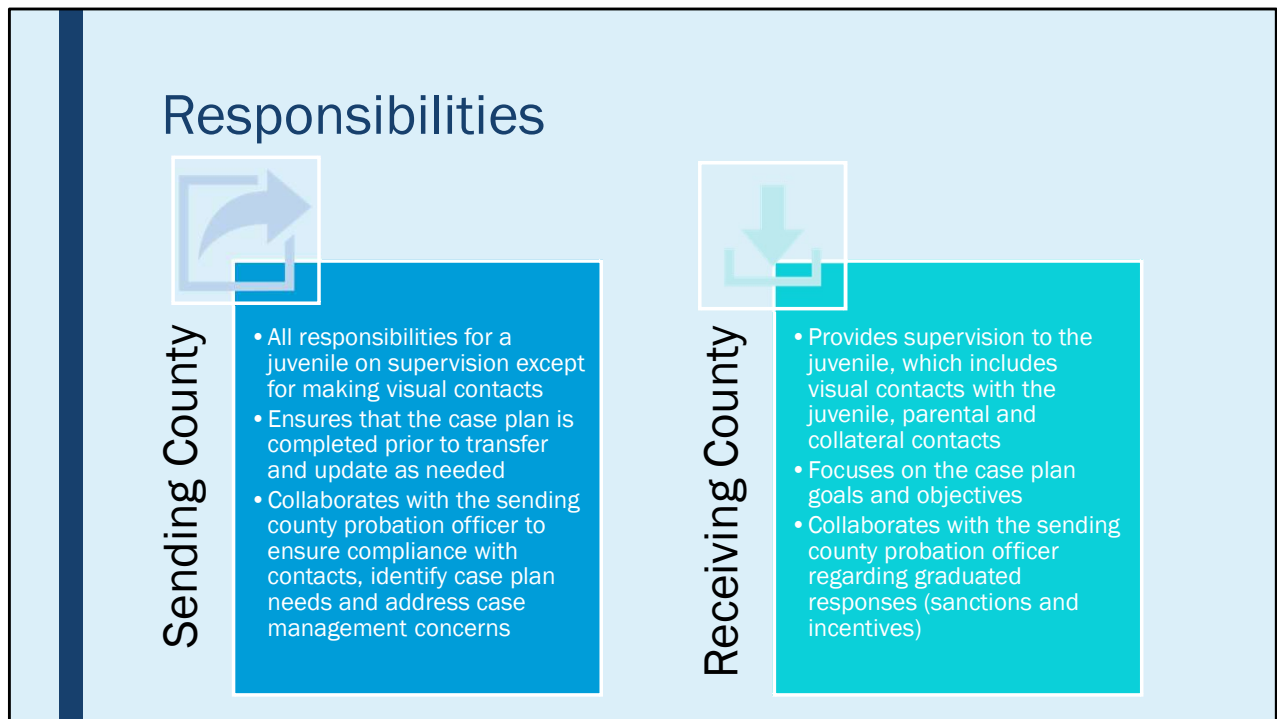 Responsibilities
Sending County
• All responsibilities for a
juvenile on supervision except
for making visual contacts
• Ensures that the case plan is
completed prior to transfer
and update as needed
• Collaborates with the sending
county probation officer to
ensure compliance with
contacts, identify case plan
needs and address case
management concerns
Receiving County
• Provides supervision to the
juvenile, which includes
visual contacts with the
juvenile, parental and
collateral contacts
• Focuses on the case plan
goals and objectives
• Collaborates with the sending
county probation officer
regarding graduated
responses (sanctions and
incentives)